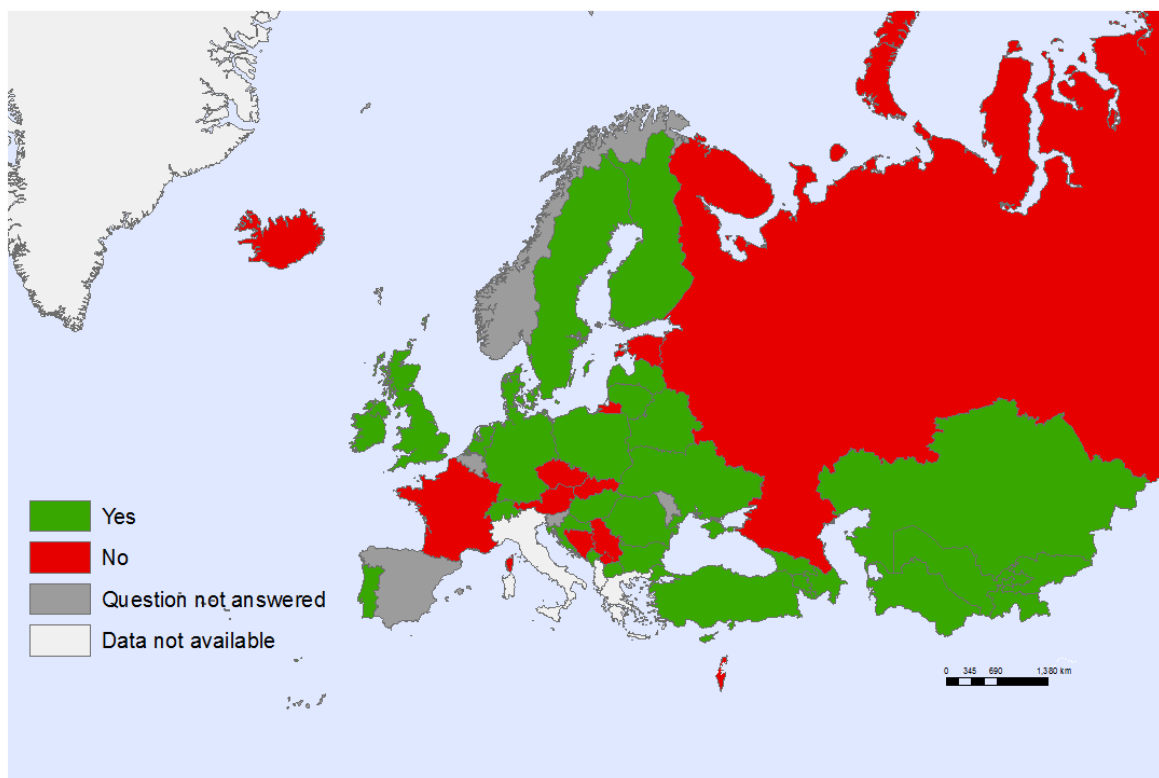 Yes
No
Question not answered
Data not available
0 345 690 1,380 km